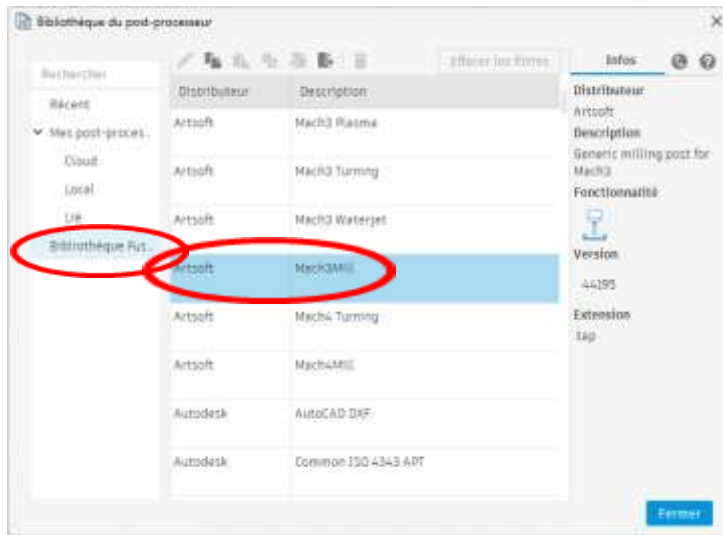 Bibliothèque du post-processeur
Rechercher
Effacer les filtres
Infos
Récent
Mes post-proces..
Cloud
Local
Lié
Bibliothèque Fus..
Distributeur Description
Artsoft Mach3 Plasma
Artsoft Mach3 Turning
Artsoft Mach3 Waterjet
Artsoft Mach3Mill
Artsoft Mach4 Turning
Artsoft Mach4Mill
Autodesk AutoCAD DXF
Autodesk Common ISO 4343 APT
Distributeur
Artsoft
Description
Generic milling post for
Mach3
Fonctionnalité
Version
44195
Extension
tap
Fermer